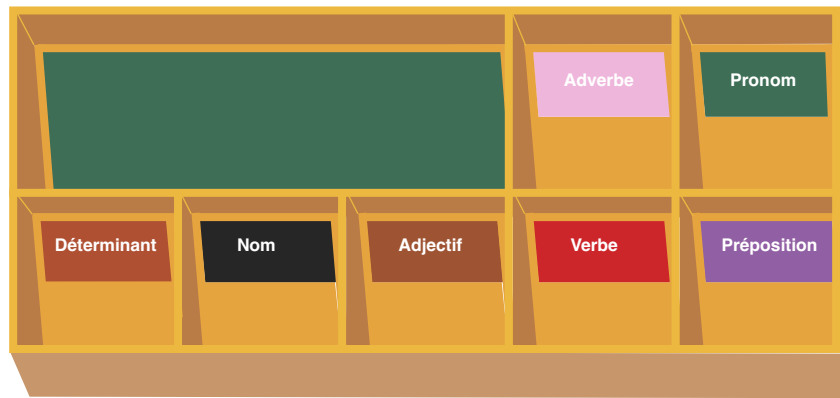 Adverbe
Pronom
Déterminant
Nom
Adjectif
Verbe
Préposition